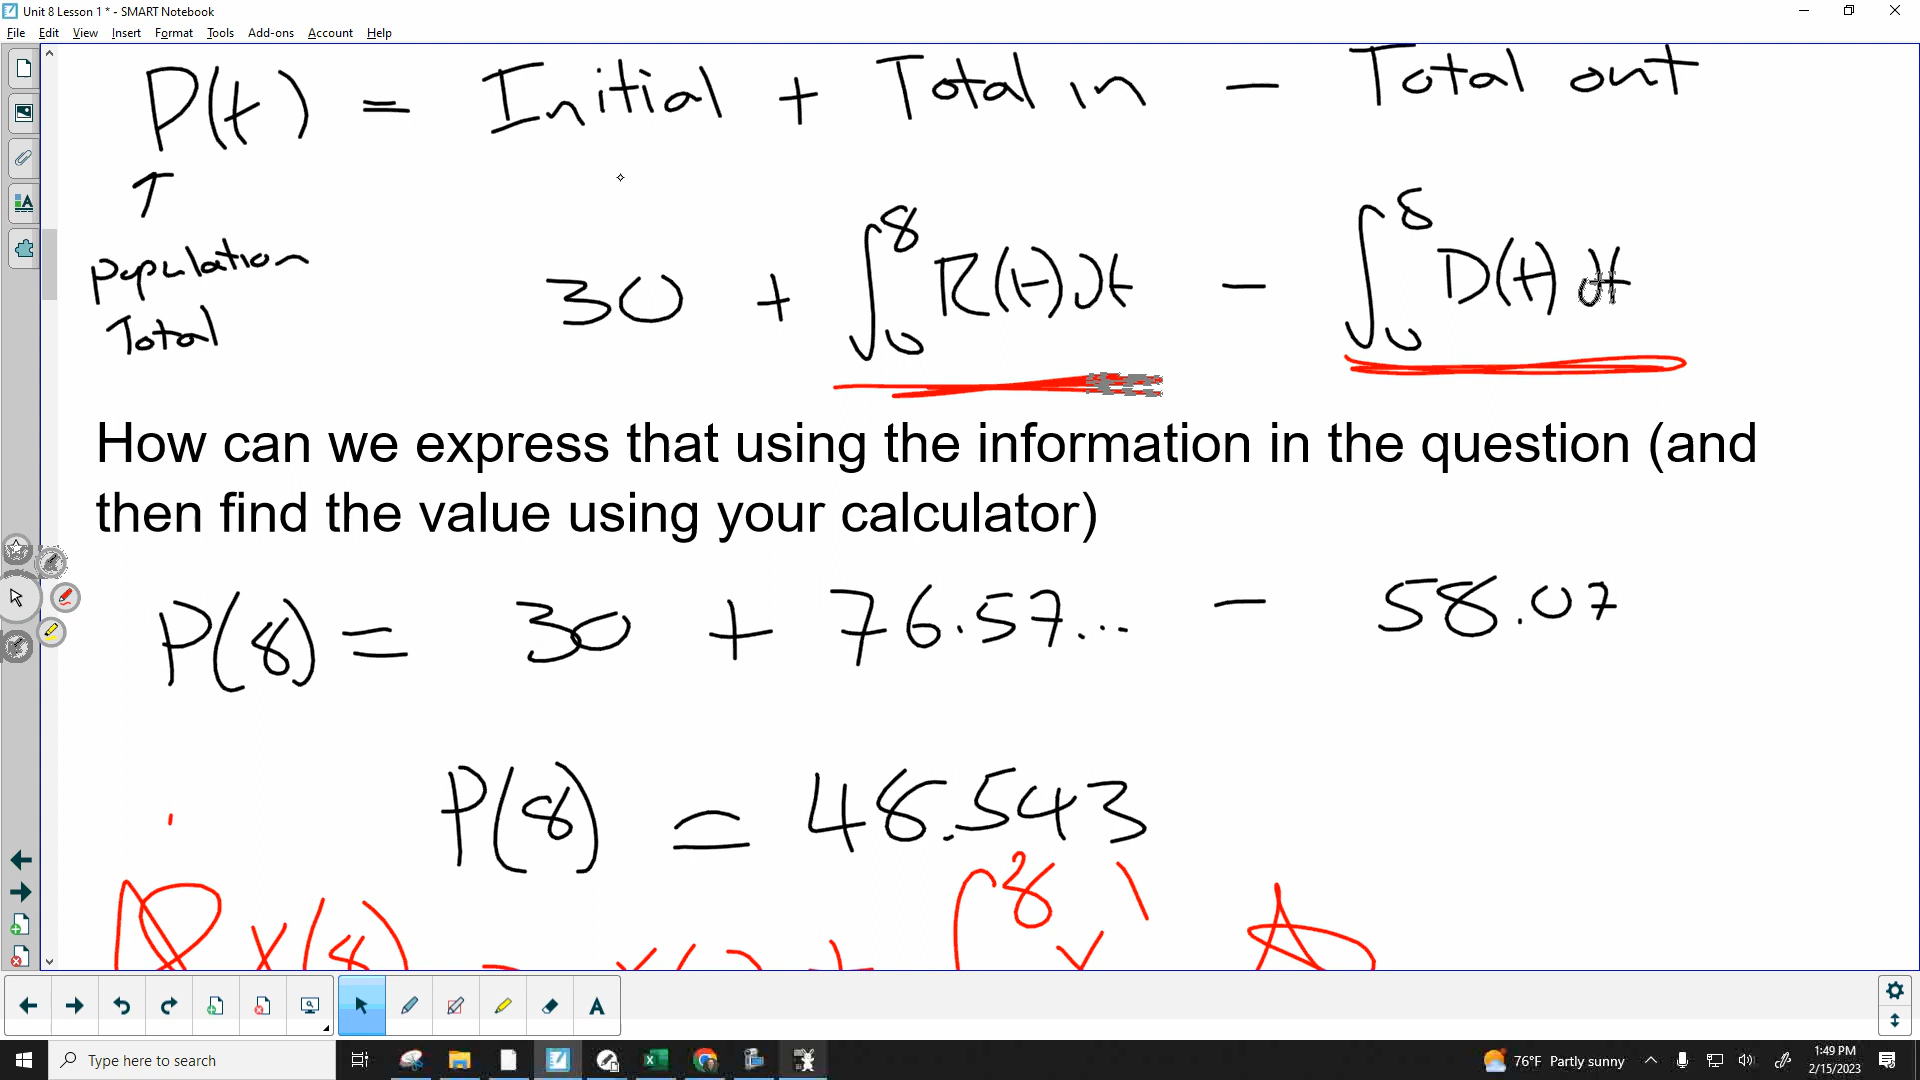 Unit 8 Lesson 1 * - SMART Notebook
File Edit View Insert Format Tools Add-ons Account Help
P(t) = Initial + Total in - Total out
↑
Population
Total
30 + ∫₀⁸ R(t)dt - ∫₀⁸ D(t)dt
How can we express that using the information in the question (and
then find the value using your calculator)
P(8) = 30 + 76.57... - 58.07
P(8) = 48.543
8
(8)
Type here to search
76°F Partly sunny
1:49 PM
2/15/2023